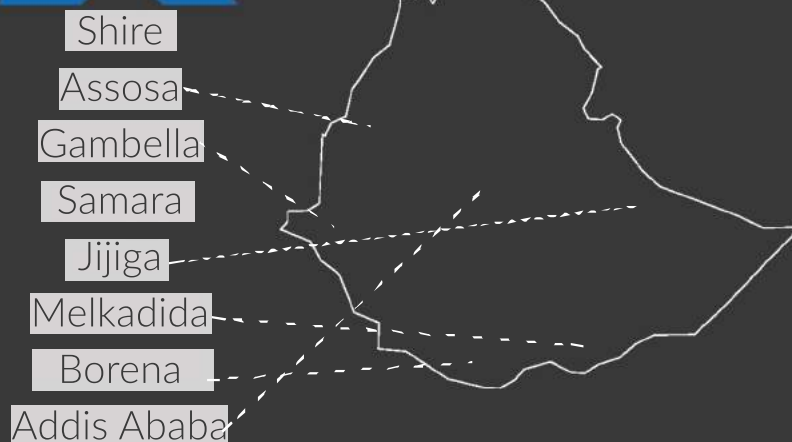 Shire
Assosa
Gambella
Samara
Jijiga
Melkadida
Borena
Addis Ababa